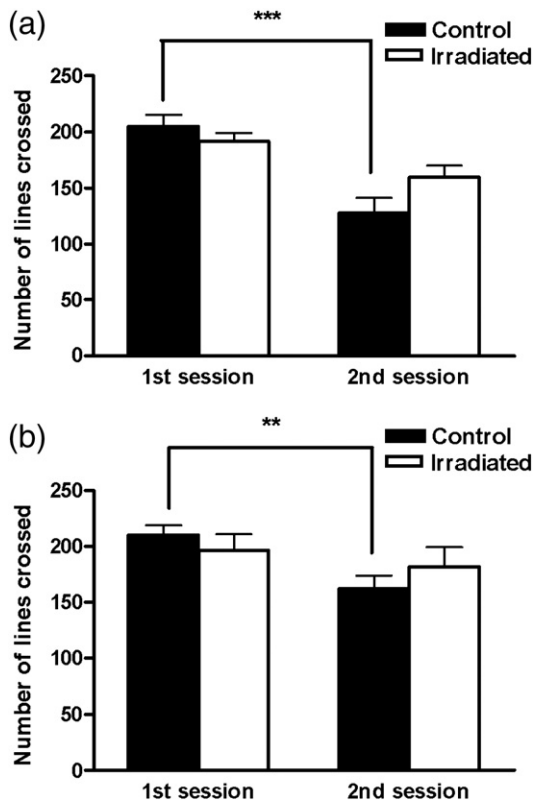 (a)
***
Control
Irradiated
Number of lines crossed
250
200
150
100
50
0
1st session
2nd session
(b)
**
Control
Irradiated
Number of lines crossed
250
200
150
100
50
0
1st session
2nd session